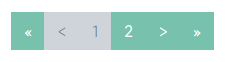 « < 1 2 > »